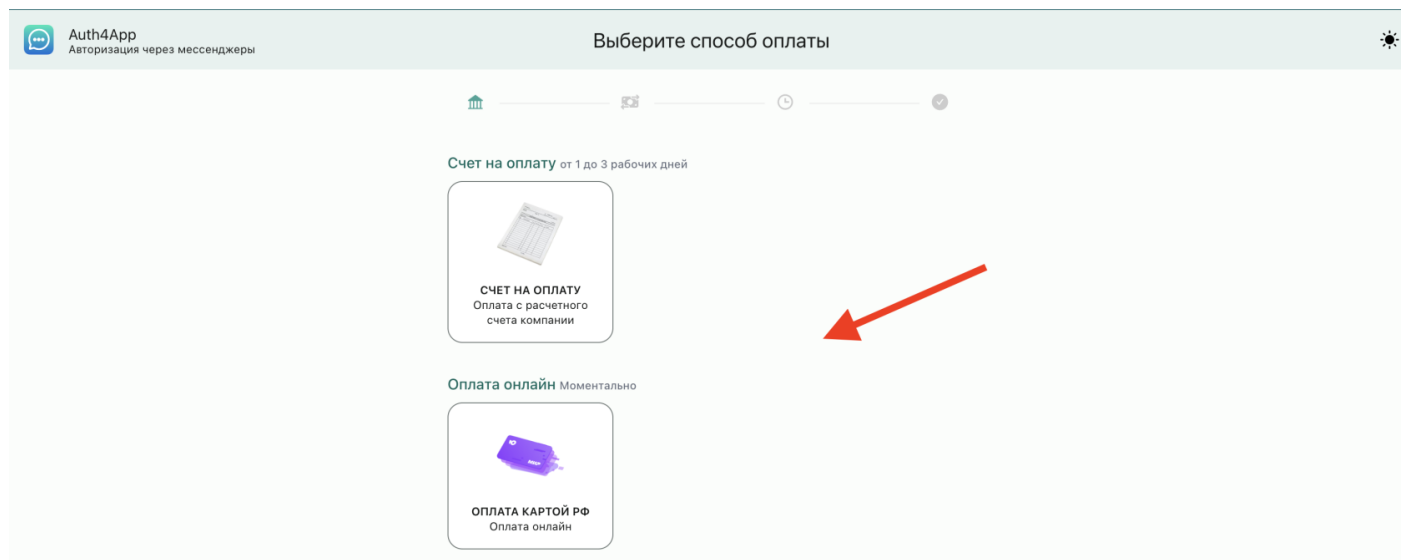 Auth4App
Авторизация через мессенджеры
Выберите способ оплаты
Счет на оплату от 1 до 3 рабочих дней
СЧЕТ НА ОПЛАТУ
Оплата с расчетного
счета компании
Оплата онлайн Моментально
ОПЛАТА КАРТОЙ РФ
Оплата онлайн